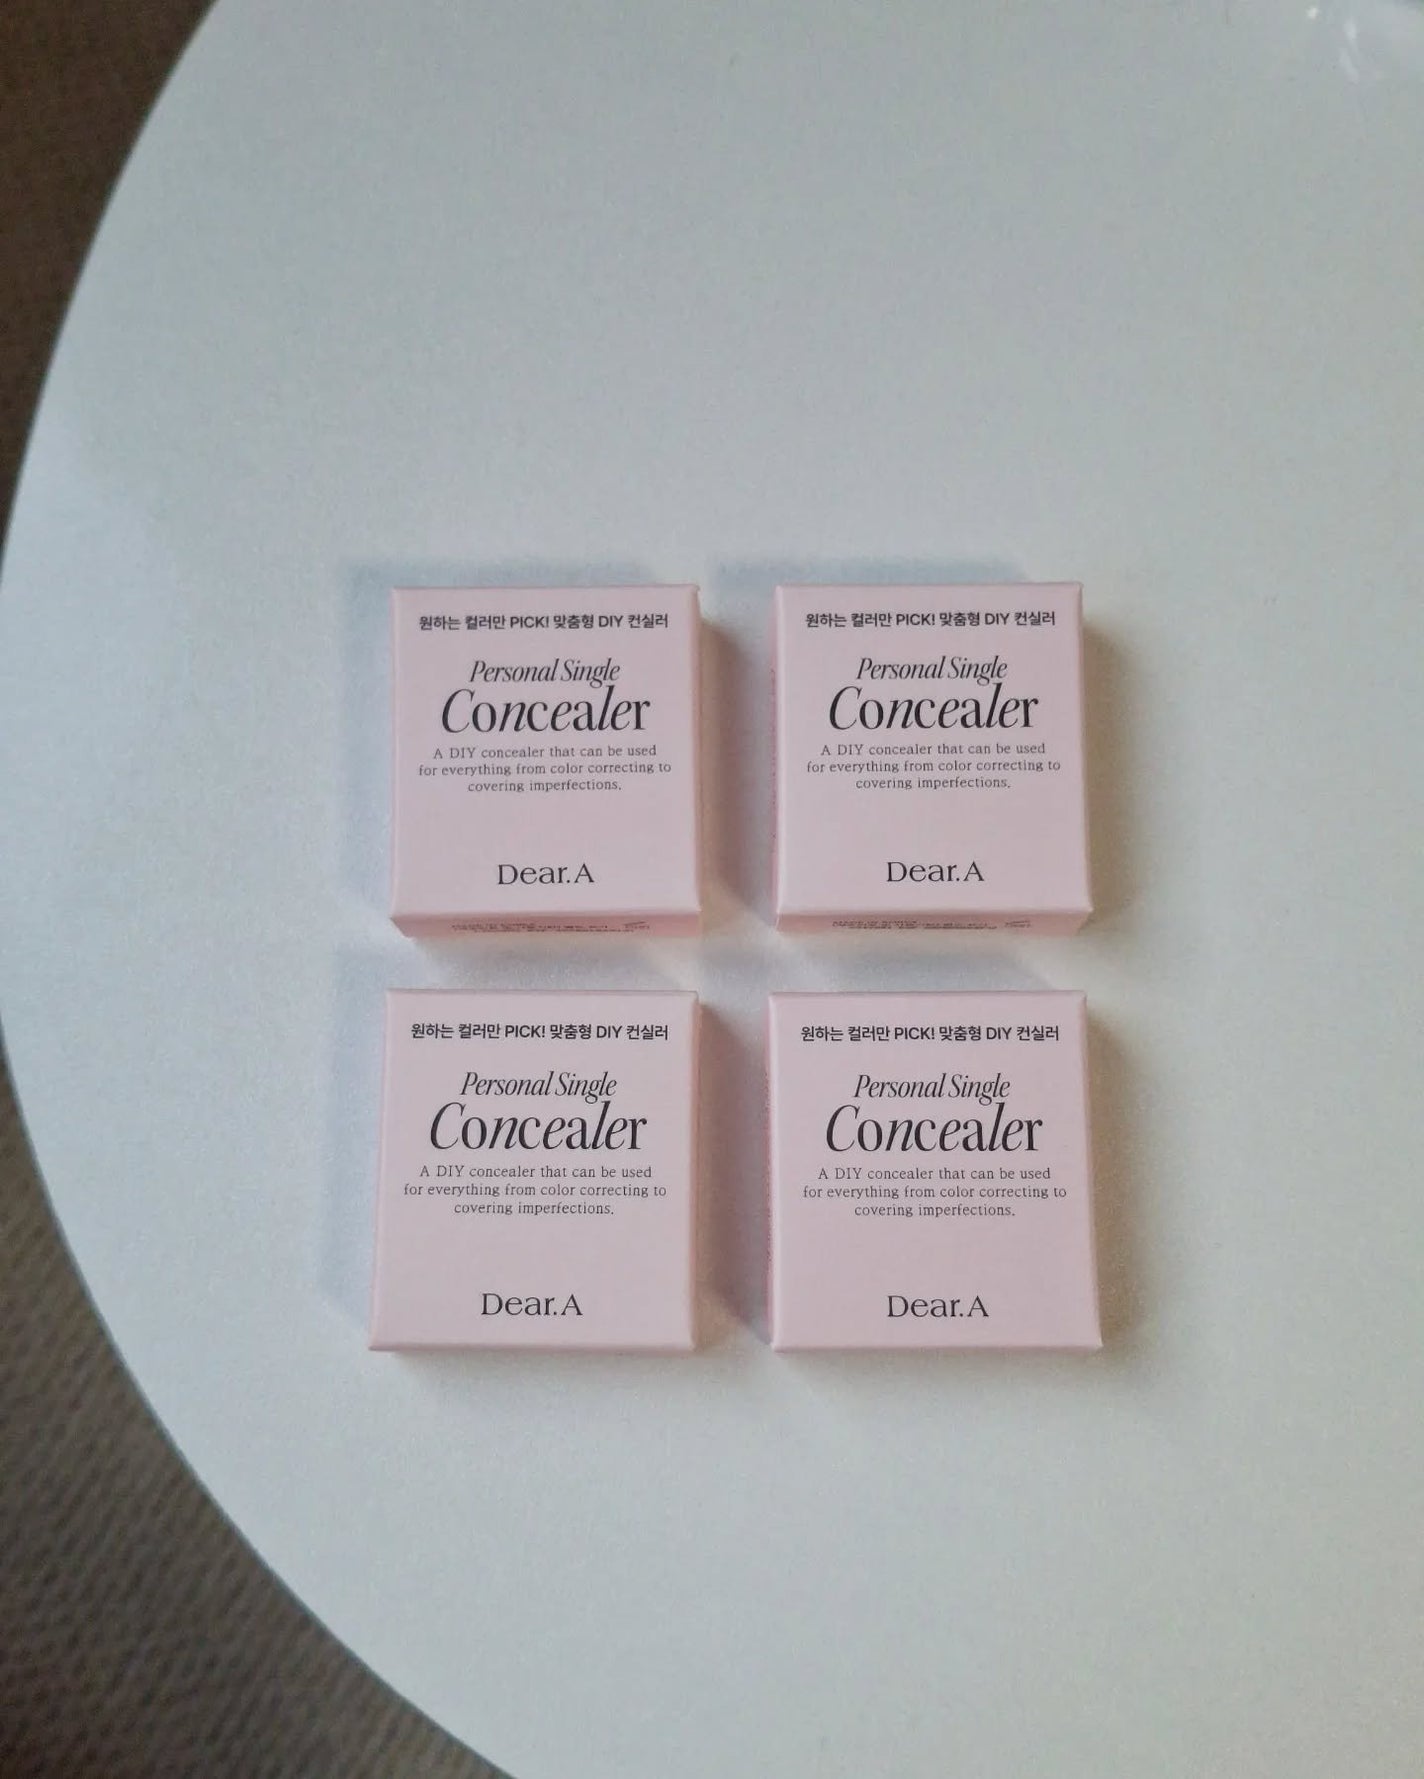 원하는 컬러만 PICK! 맞춤형 DIY 컨실러
Personal Single
Concealer
A DIY concealer that can be used
for everything from color correcting to
covering imperfections.
Dear.A
원하는 컬러만 PICK! 맞춤형 DIY 컨실러
Personal Single
Concealer
A DIY concealer that can be used
for everything from color correcting to
covering imperfections.
Dear.A
원하는 컬러만 PICK! 맞춤형 DIY 컨실러
Personal Single
Concealer
A DIY concealer that can be used
for everything from color correcting to
covering imperfections.
Dear.A
원하는 컬러만 PICK! 맞춤형 DIY 컨실러
Personal Single
Concealer
A DIY concealer that can be used
for everything from color correcting to
covering imperfections.
Dear.A